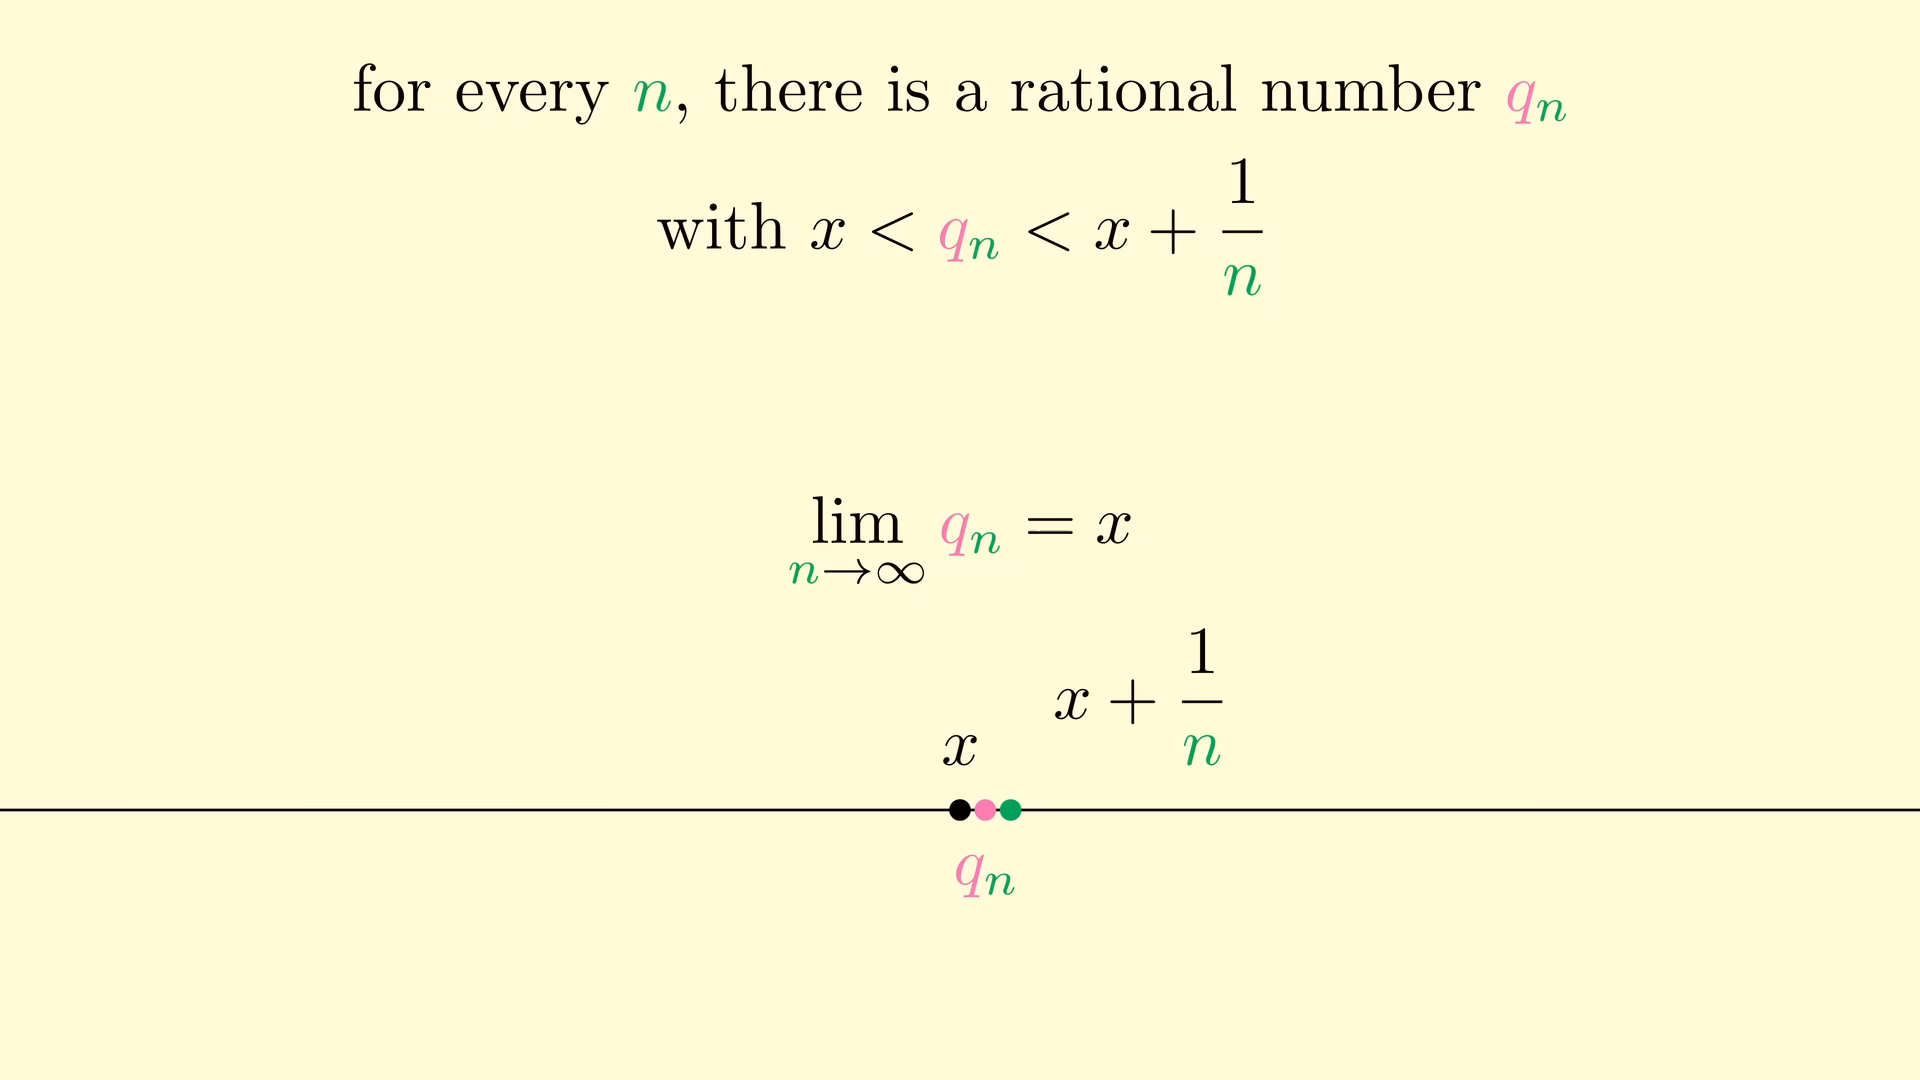 for every n, there is a rational number qₙ
with x < qₙ < x + 1/n
lim n→∞ qₙ = x
x + 1/n
x
qₙ